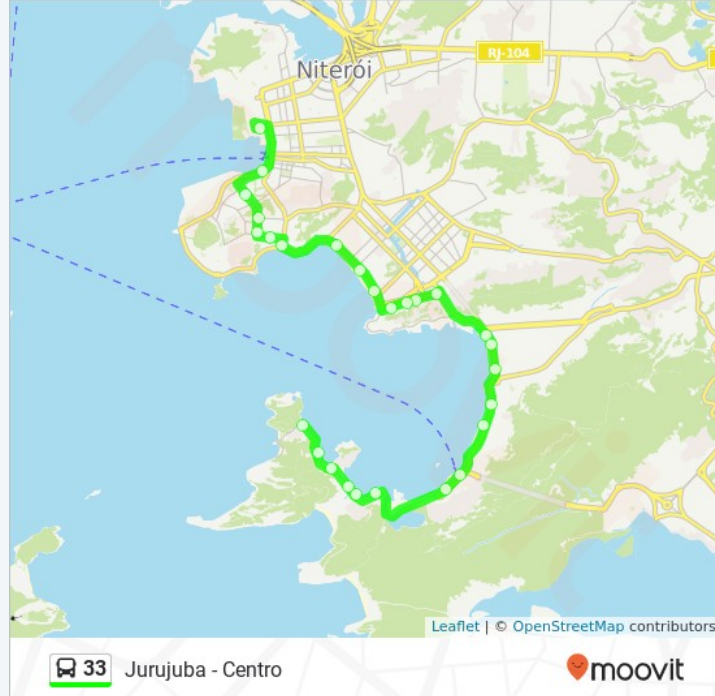 RJ-104
Niterói
Leaflet | © OpenStreetMap contributors
33 Jurujuba - Centro
moovit